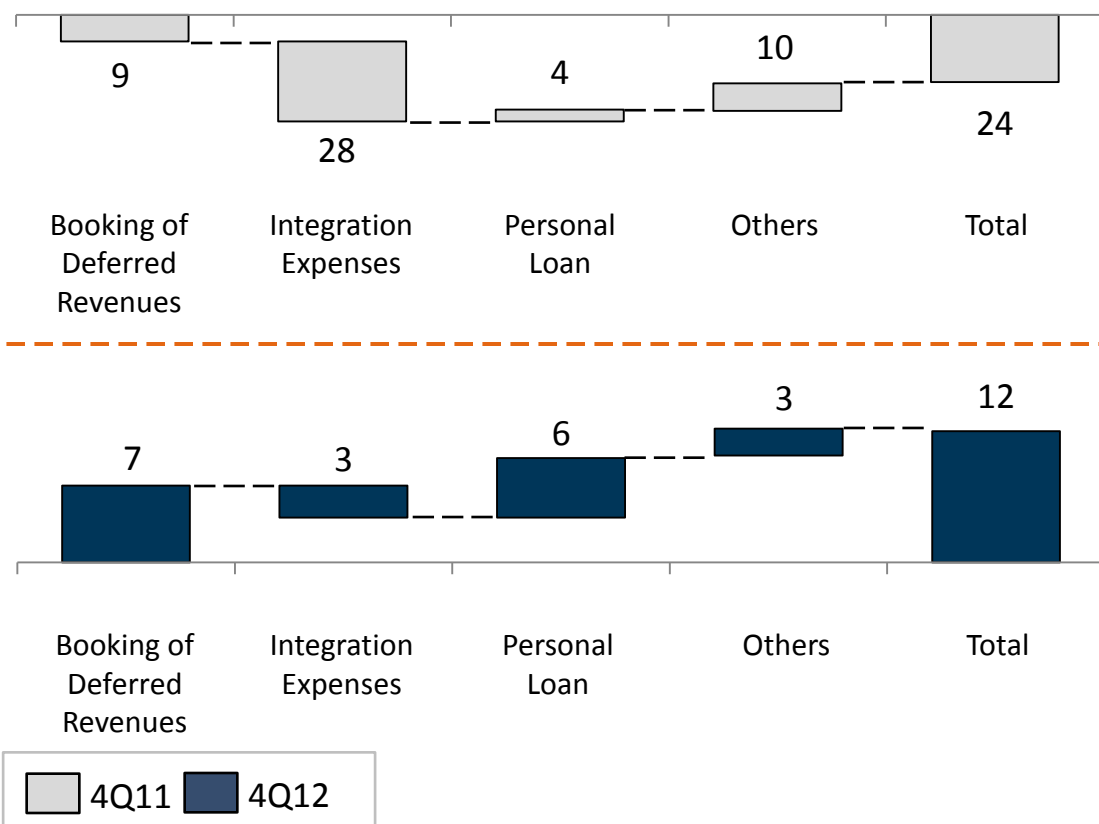 9
28
4
10
24
Booking of
Deferred
Revenues
Integration
Expenses
Personal
Loan
Others
Total
7
3
6
3
12
Booking of
Deferred
Revenues
Integration
Expenses
Personal
Loan
Others
Total
4Q11
4Q12